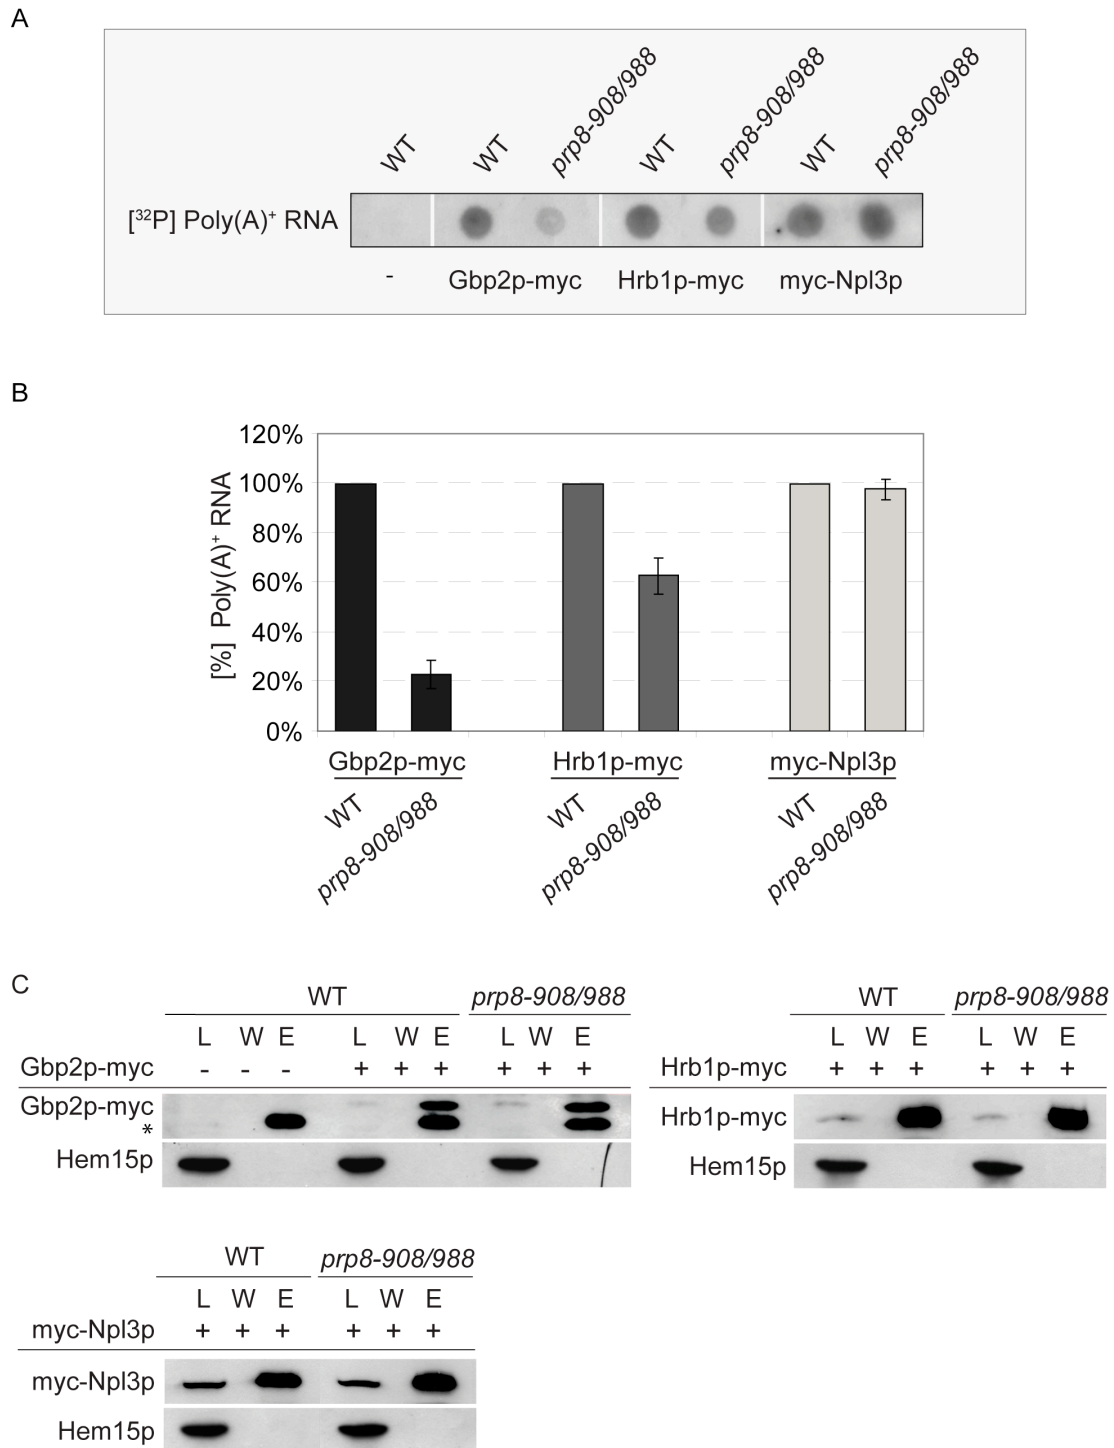 A
WT WT prp8-908/988 WT prp8-908/988 WT prp8-908/988
[³²P] Poly(A)⁺ RNA
- Gbp2p-myc Hrb1p-myc myc-Npl3p
B
[%] Poly(A)⁺ RNA
120%
100%
80%
60%
40%
20%
0%
Gbp2p-myc Hrb1p-myc myc-Npl3p
WT prp8-908/988 WT prp8-908/988 WT prp8-908/988
C
WT prp8-908/988
L W E L W E L W E
Gbp2p-myc - - - + + + + + +
Gbp2p-myc
*
Hem15p
WT prp8-908/988
L W E L W E
Hrb1p-myc + + + + + +
Hrb1p-myc
Hem15p
WT prp8-908/988
L W E L W E
myc-Npl3p + + + + + +
myc-Npl3p
Hem15p